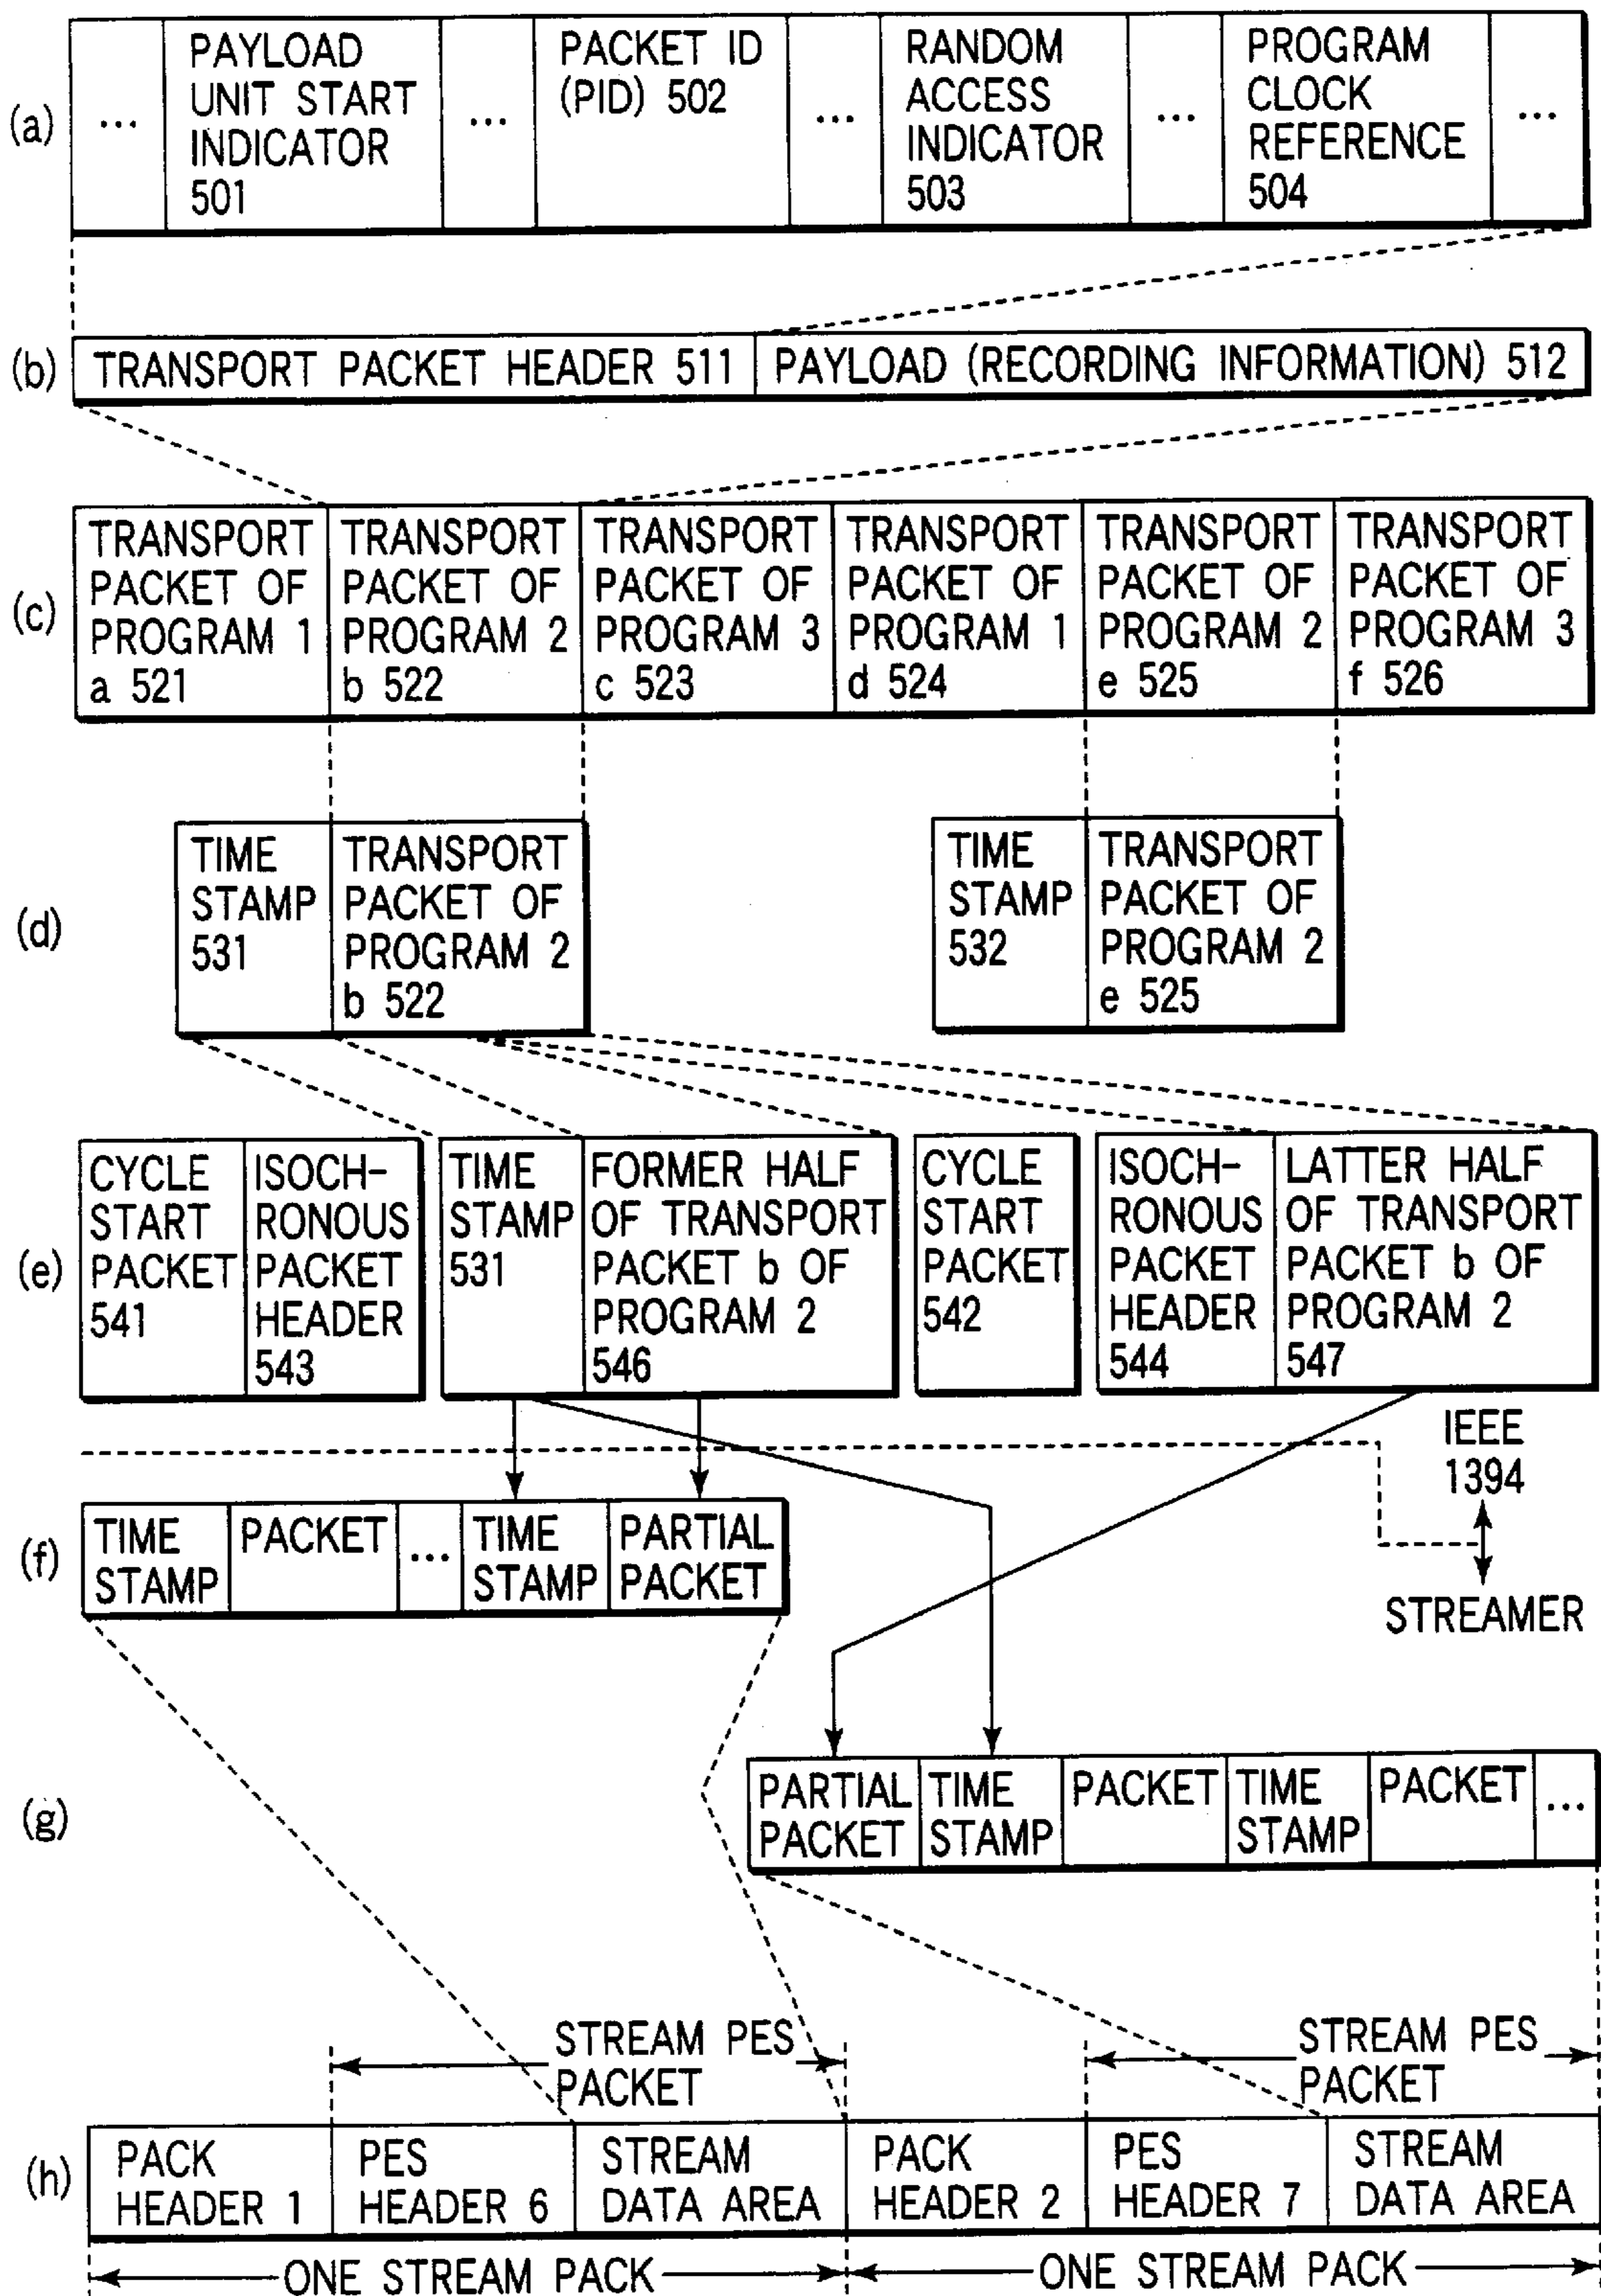 (a)
...
PAYLOAD
UNIT START
INDICATOR
501
...
PACKET ID
(PID) 502
...
RANDOM
ACCESS
INDICATOR
503
...
PROGRAM
CLOCK
REFERENCE
504
...
(b)
TRANSPORT PACKET HEADER 511
PAYLOAD (RECORDING INFORMATION) 512
(c)
TRANSPORT
PACKET OF
PROGRAM 1
a 521
TRANSPORT
PACKET OF
PROGRAM 2
b 522
TRANSPORT
PACKET OF
PROGRAM 3
c 523
TRANSPORT
PACKET OF
PROGRAM 1
d 524
TRANSPORT
PACKET OF
PROGRAM 2
e 525
TRANSPORT
PACKET OF
PROGRAM 3
f 526
(d)
TIME
STAMP
531
TRANSPORT
PACKET OF
PROGRAM 2
b 522
TIME
STAMP
532
TRANSPORT
PACKET OF
PROGRAM 2
e 525
(e)
CYCLE
START
PACKET
541
ISOCH-
RONOUS
PACKET
HEADER
543
TIME
STAMP
531
FORMER HALF
OF TRANSPORT
PACKET b OF
PROGRAM 2
546
CYCLE
START
PACKET
542
ISOCH-
RONOUS
PACKET
HEADER
544
LATTER HALF
OF TRANSPORT
PACKET b OF
PROGRAM 2
547
IEEE
1394
STREAMER
(f)
TIME
STAMP
PACKET
...
TIME
STAMP
PARTIAL
PACKET
(g)
PARTIAL
PACKET
TIME
STAMP
PACKET
TIME
STAMP
PACKET
...
STREAM PES
PACKET
STREAM PES
PACKET
(h)
PACK
HEADER 1
PES
HEADER 6
STREAM
DATA AREA
PACK
HEADER 2
PES
HEADER 7
STREAM
DATA AREA
ONE STREAM PACK
ONE STREAM PACK